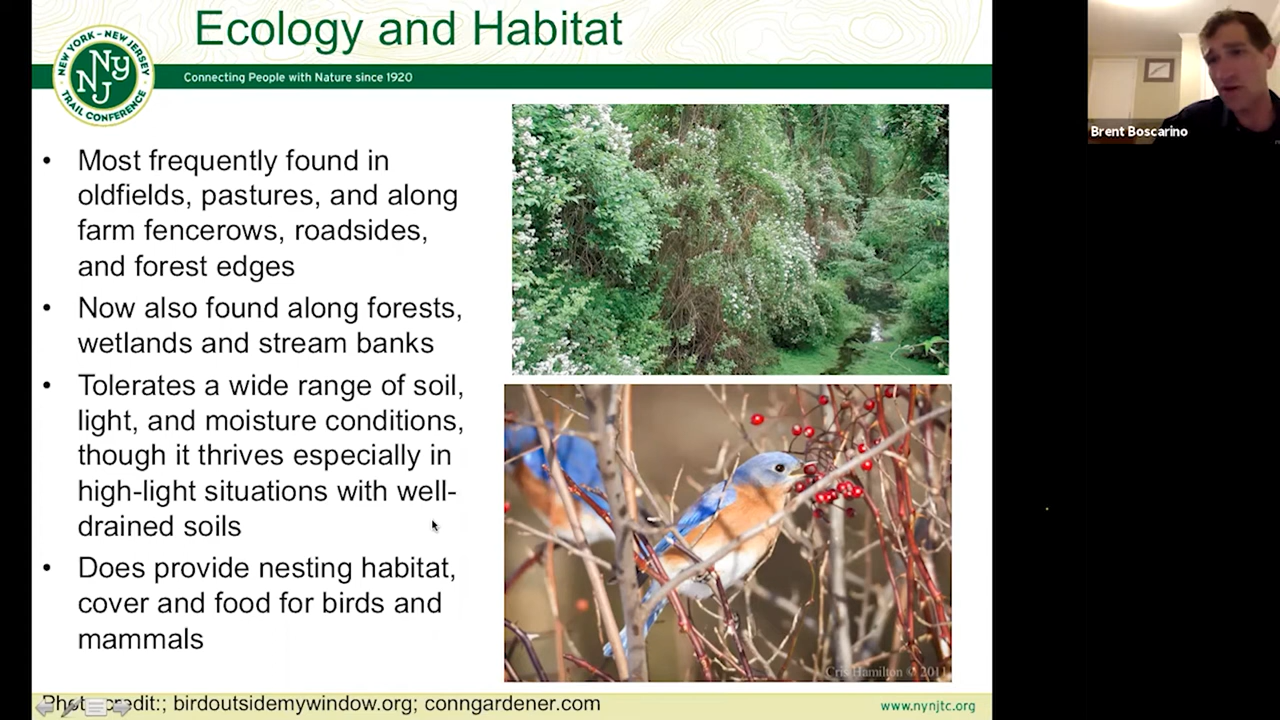 Ecology and Habitat
NEW YORK - NEW JERSEY
NY
NJ
TRAIL CONFERENCE
Connecting People with Nature since 1920
Brent Boscarino
• Most frequently found in
oldfields, pastures, and along
farm fencerows, roadsides,
and forest edges
• Now also found along forests,
wetlands and stream banks
• Tolerates a wide range of soil,
light, and moisture conditions,
though it thrives especially in
high-light situations with well-
drained soils
• Does provide nesting habitat,
cover and food for birds and
mammals
Cris Hamilton © 2011
Photo credit:; birdoutsidemywindow.org; conngardener.com
www.nynjtc.org